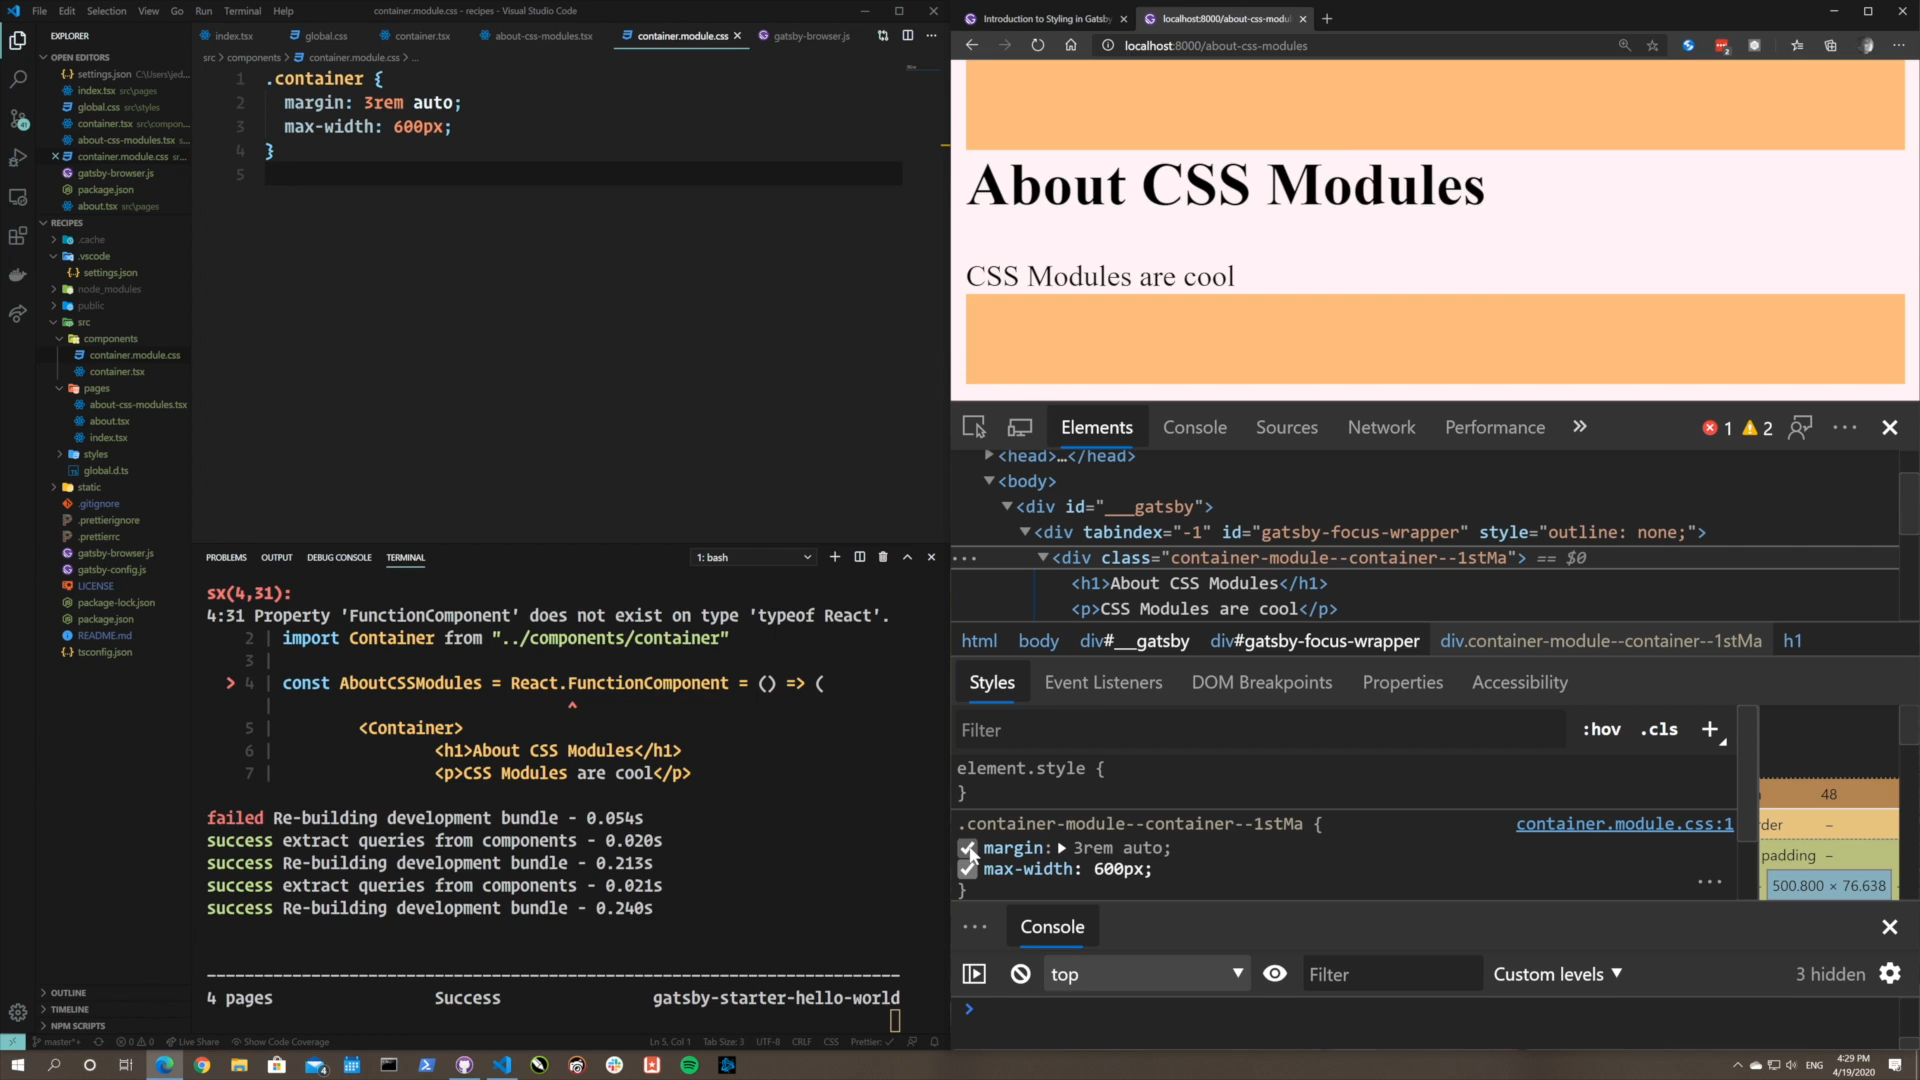 File Edit Selection View Go Run Terminal Help
container.module.css - recipes - Visual Studio Code
EXPLORER
OPEN EDITORS
settings.json C:\Users\jed...
index.tsx src\pages
global.css src\styles
container.tsx src\compon...
about-css-modules.tsx s...
container.module.css sr...
gatsby-browser.js
package.json
about.tsx src\pages
RECIPES
.cache
.vscode
settings.json
node_modules
public
src
components
container.module.css
container.tsx
pages
about-css-modules.tsx
about.tsx
index.tsx
styles
global.d.ts
static
.gitignore
.prettierignore
.prettierrc
gatsby-browser.js
gatsby-config.js
LICENSE
package-lock.json
package.json
README.md
tsconfig.json
OUTLINE
TIMELINE
NPM SCRIPTS
index.tsx global.css container.tsx about-css-modules.tsx container.module.css gatsby-browser.js
src > components > container.module.css > ...
1 .container {
2 margin: 3rem auto;
3 max-width: 600px;
4 }
5
PROBLEMS OUTPUT DEBUG CONSOLE TERMINAL
1: bash
sx(4,31):
4:31 Property 'FunctionComponent' does not exist on type 'typeof React'.
2 | import Container from "../components/container"
3 |
> 4 | const AboutCSSModules = React.FunctionComponent = () => (
| ^
5 | <Container>
6 | <h1>About CSS Modules</h1>
7 | <p>CSS Modules are cool</p>
failed Re-building development bundle - 0.054s
success extract queries from components - 0.020s
success Re-building development bundle - 0.213s
success extract queries from components - 0.021s
success Re-building development bundle - 0.240s
4 pages Success gatsby-starter-hello-world
master*+ 0 0 Live Share Show Code Coverage Ln 5, Col 1 Tab Size: 3 UTF-8 CRLF CSS Prettier: ✓
Introduction to Styling in Gatsby
localhost:8000/about-css-modul
localhost:8000/about-css-modules
About CSS Modules
CSS Modules are cool
Elements Console Sources Network Performance » 1 2
<head>…</head>
<body>
<div id="___gatsby">
<div tabindex="-1" id="gatsby-focus-wrapper" style="outline: none;">
<div class="container-module--container--1stMa"> == $0
<h1>About CSS Modules</h1>
<p>CSS Modules are cool</p>
html body div#___gatsby div#gatsby-focus-wrapper div.container-module--container--1stMa h1
Styles Event Listeners DOM Breakpoints Properties Accessibility
Filter :hov .cls +
element.style {
}
.container-module--container--1stMa { container.module.css:1
margin: 3rem auto;
max-width: 600px;
}
48
rder –
padding –
500.800 × 76.638
Console
top Filter Custom levels 3 hidden
>
ENG
4:29 PM
4/19/2020